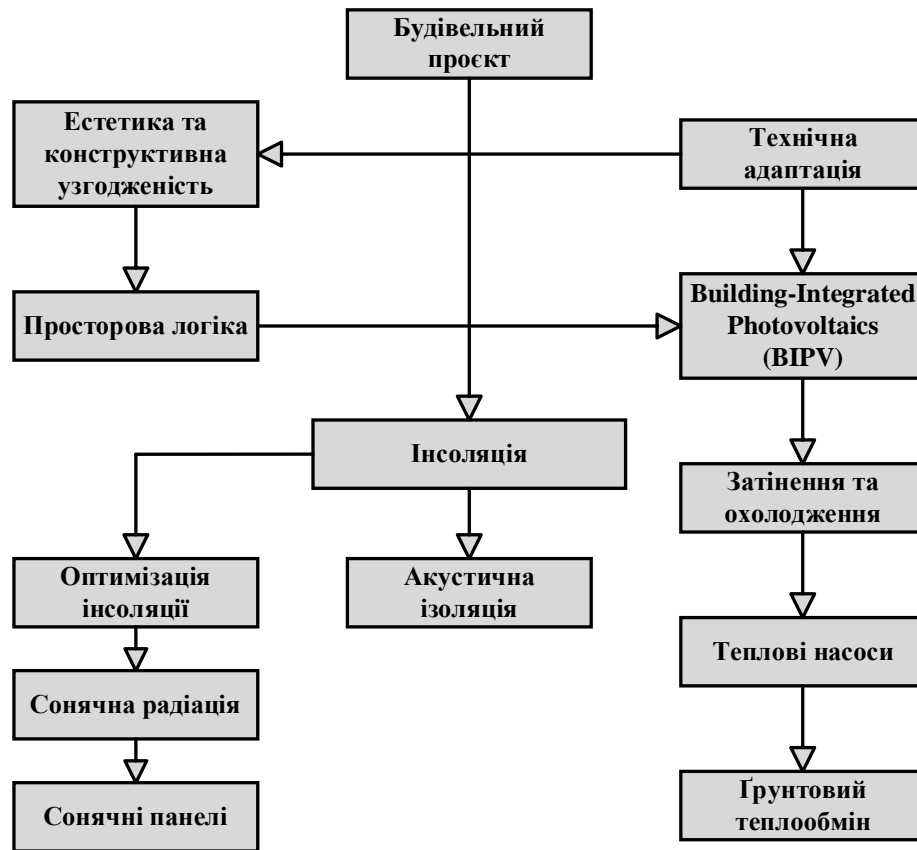 Будівельний
проєкт
Естетика та
конструктивна
узгодженість
Технічна
адаптація
Просторова логіка
Building-Integrated
Photovoltaics
(BIPV)
Інсоляція
Затінення та
охолодження
Оптимізація
інсоляції
Акустична
ізоляція
Теплові насоси
Сонячна радіація
Сонячні панелі
Ґрунтовий
теплообмін